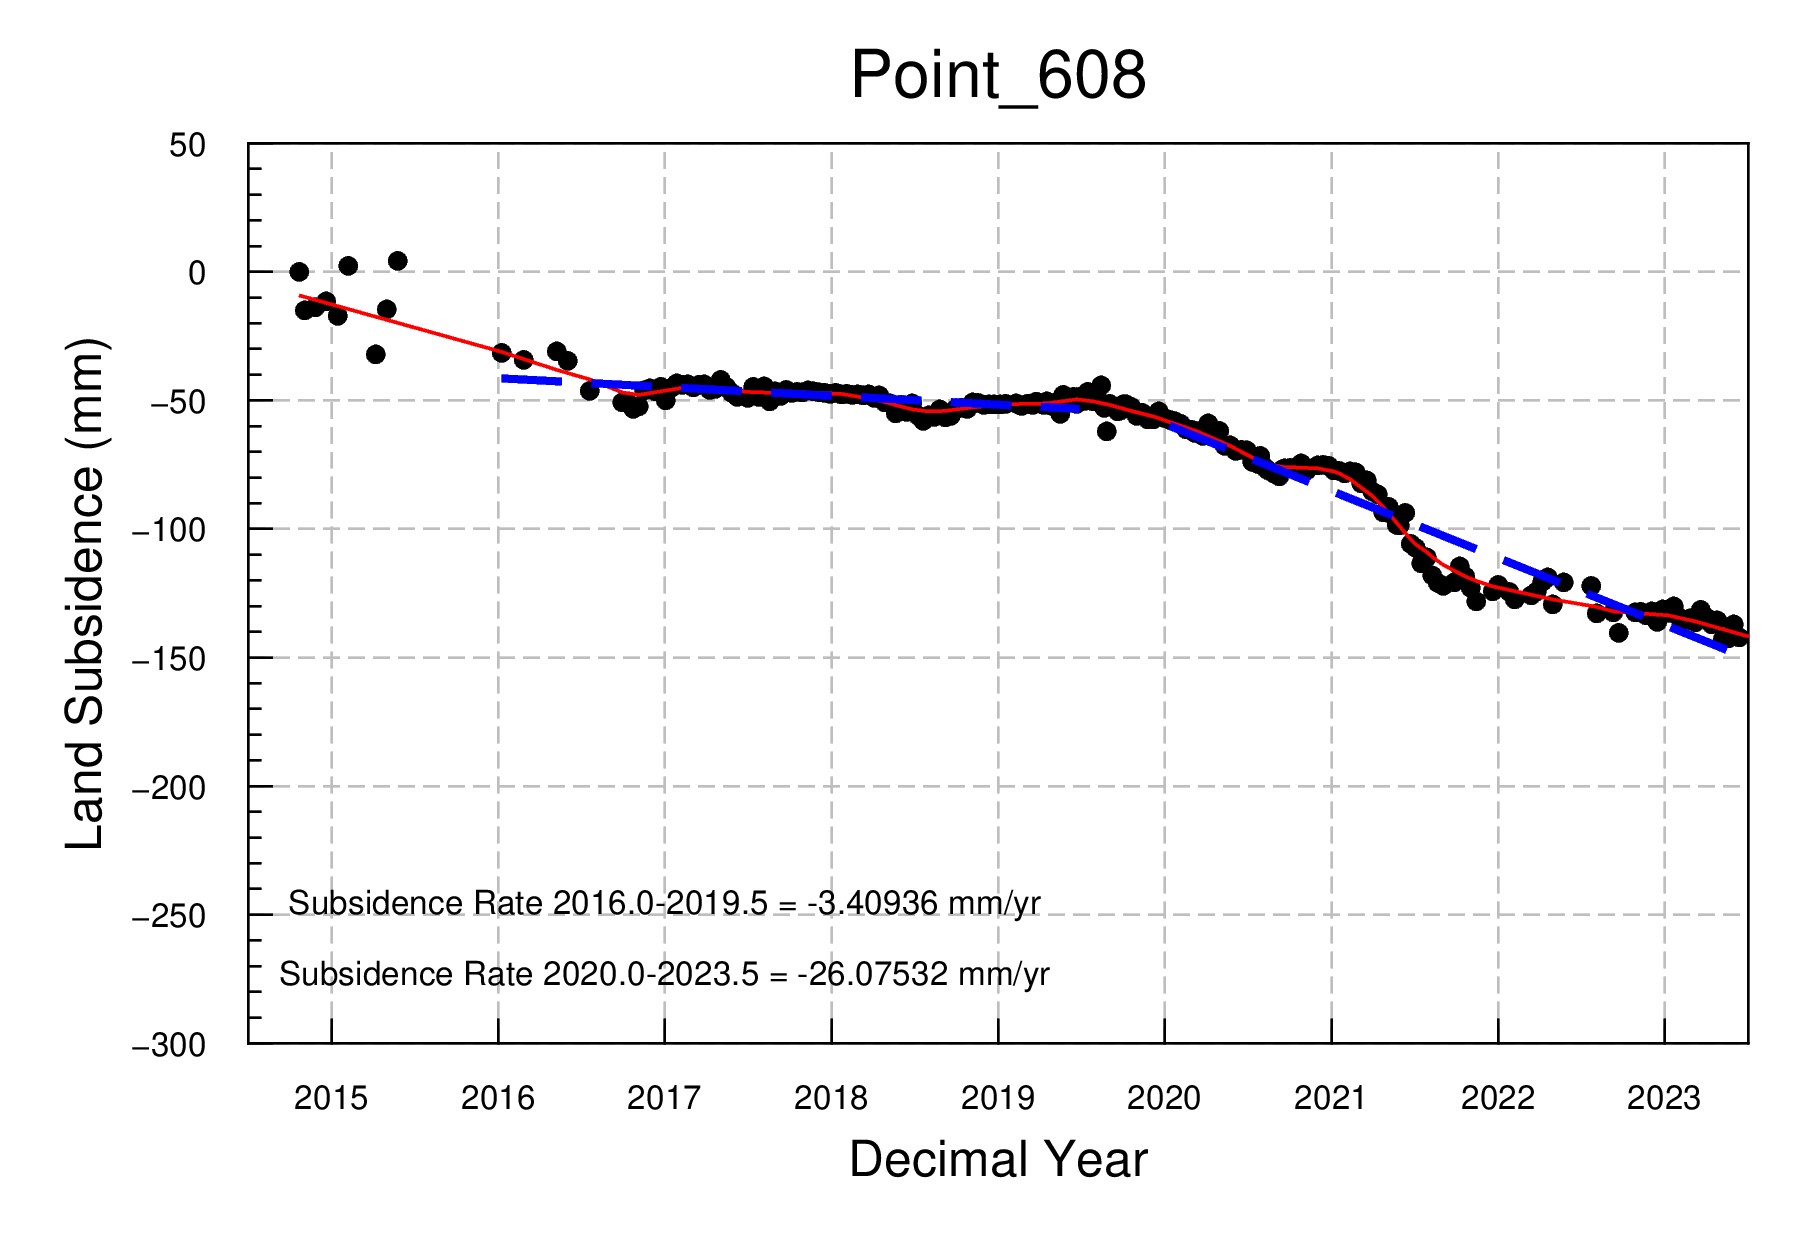 Point_608
50
0
−50
−100
−150
−200
−250
−300
Land Subsidence (mm)
Subsidence Rate 2016.0-2019.5 = -3.40936 mm/yr
Subsidence Rate 2020.0-2023.5 = -26.07532 mm/yr
2015 2016 2017 2018 2019 2020 2021 2022 2023
Decimal Year